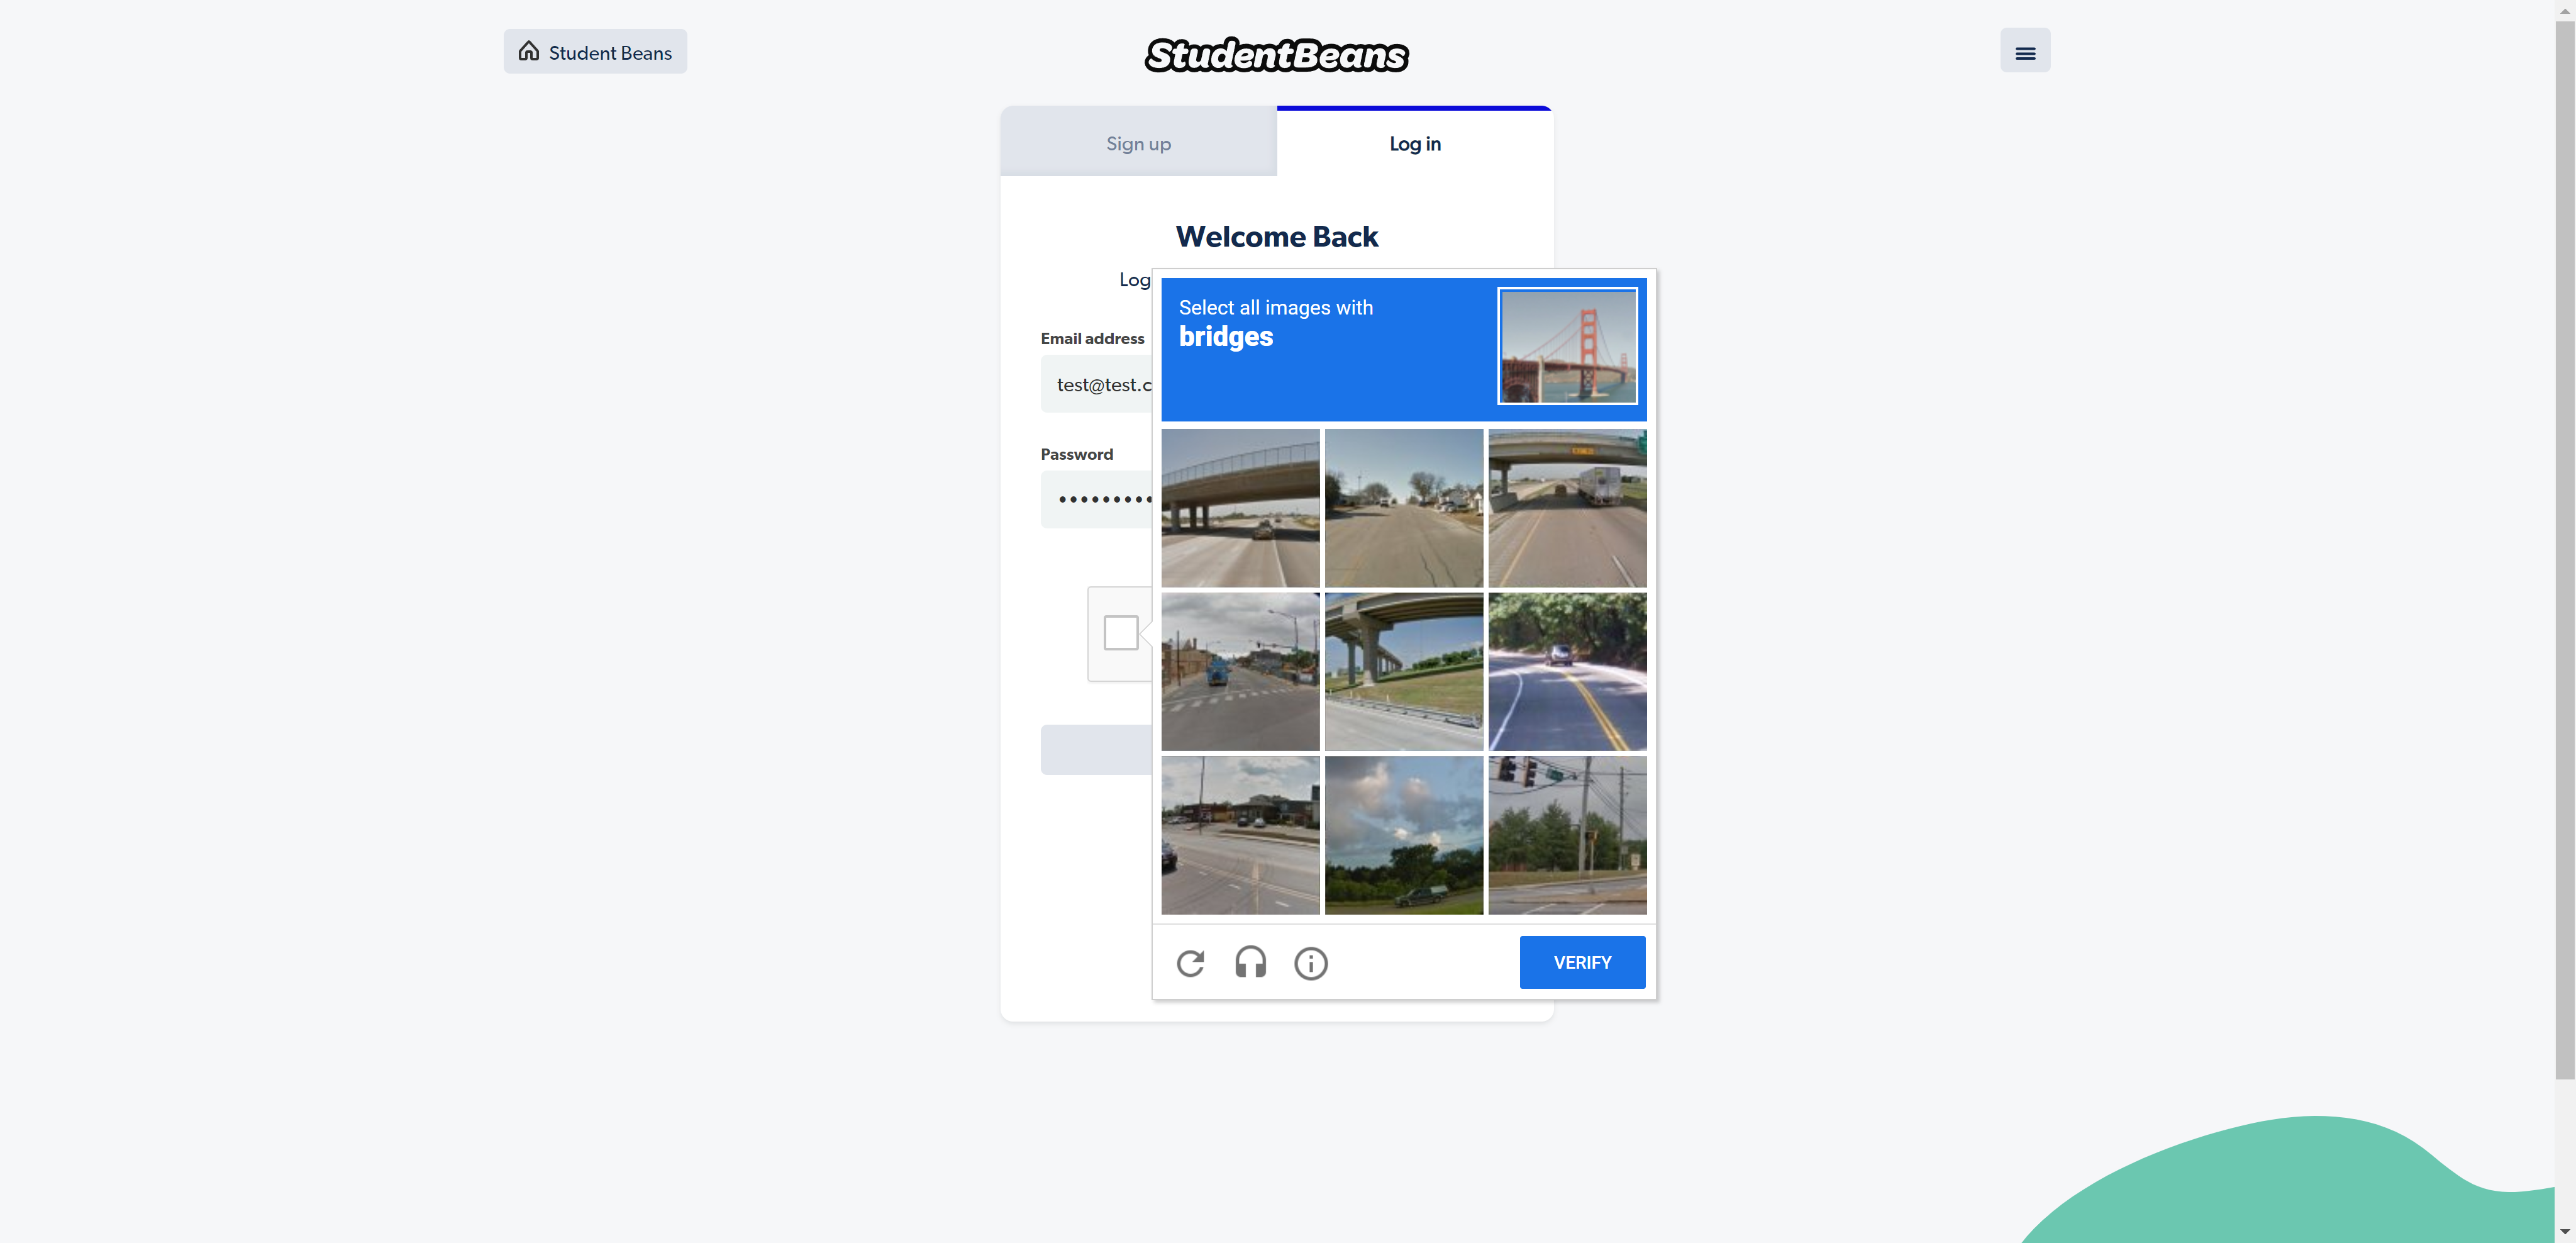 Student Beans
StudentBeans
Sign up
Log in
Welcome Back
Log
Email address
test@test.c
Password
Select all images with
bridges
VERIFY